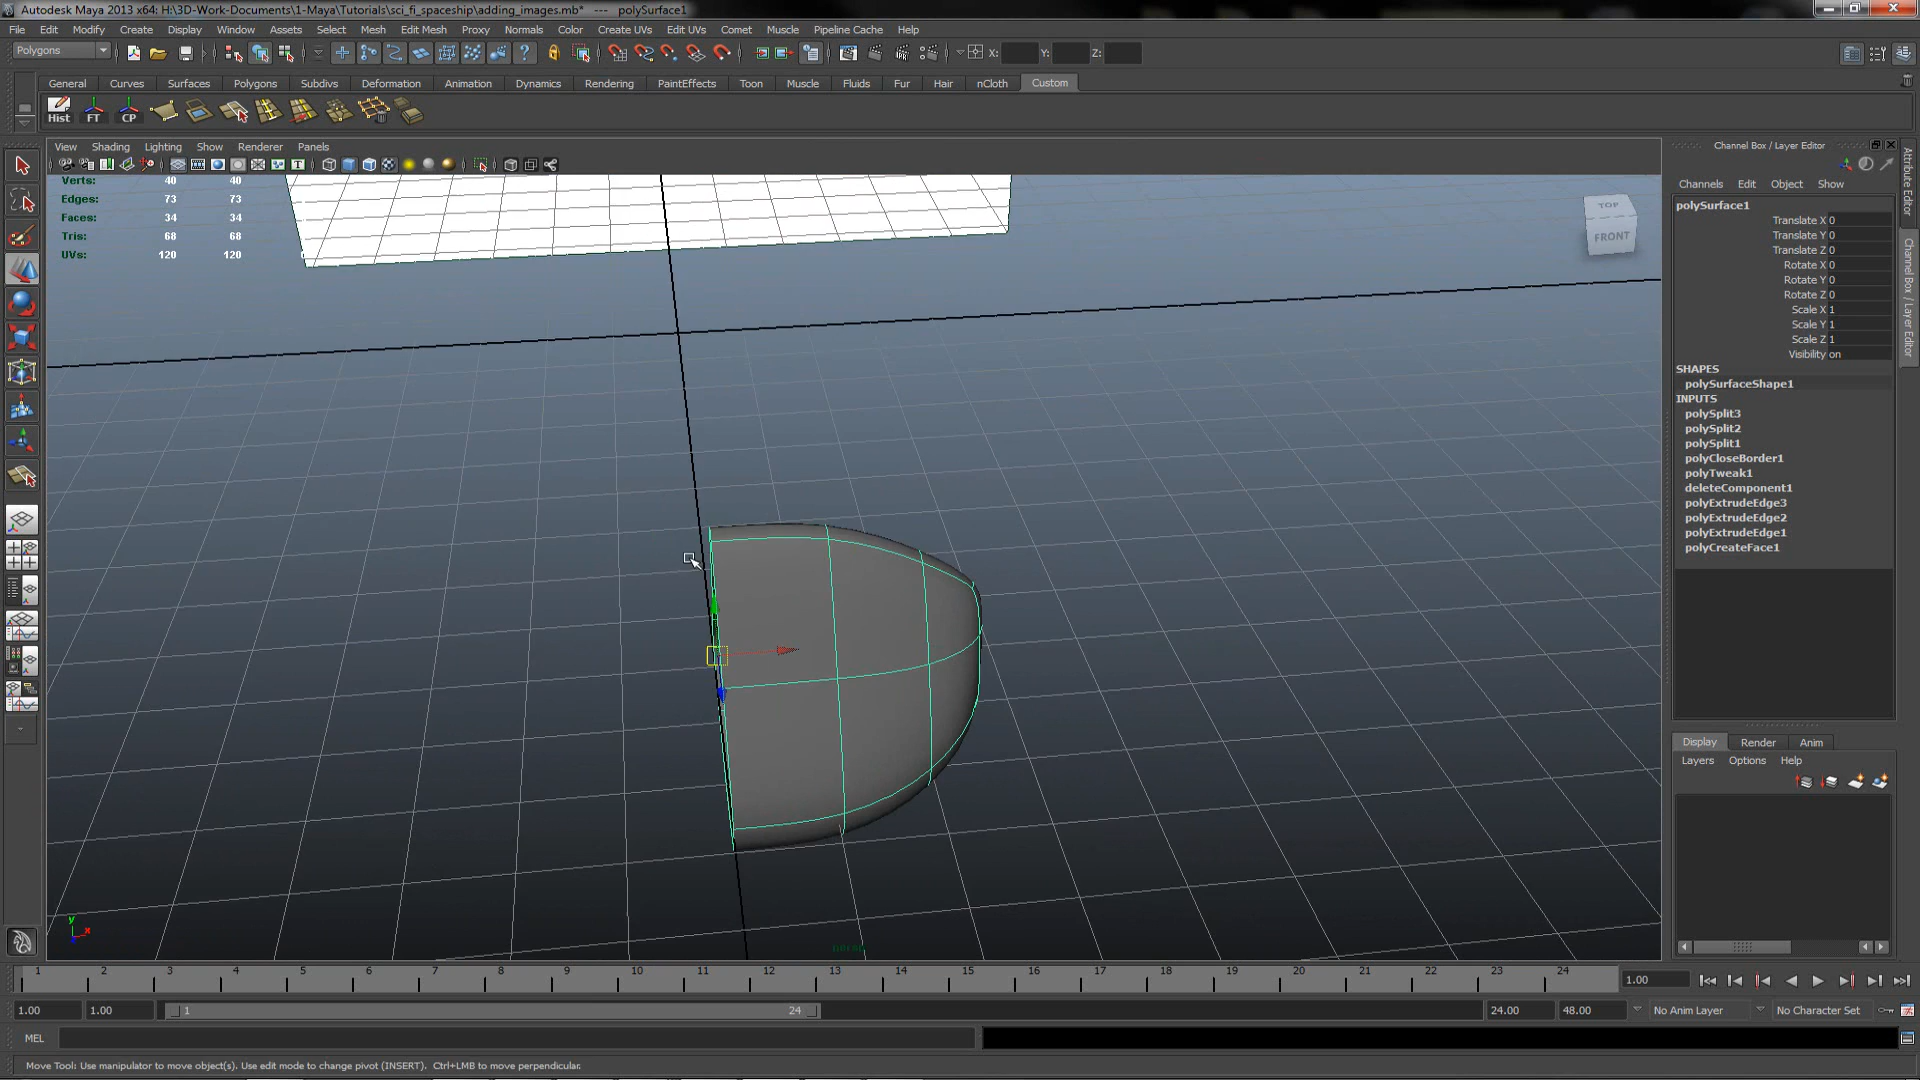 Autodesk Maya 2013 x64: H:\3D-Work-Documents\1-Maya\Tutorials\sci_fi_spaceship\adding_images.mb* --- polySurface1
File Edit Modify Create Display Window Assets Select Mesh Edit Mesh Proxy Normals Color Create UVs Edit UVs Comet Muscle Pipeline Cache Help
Polygons X: Y: Z:
General Curves Surfaces Polygons Subdivs Deformation Animation Dynamics Rendering PaintEffects Toon Muscle Fluids Fur Hair nCloth Custom
Hist FT CP
View Shading Lighting Show Renderer Panels
Verts: 40 40
Edges: 73 73
Faces: 34 34
Tris: 68 68
UVs: 120 120
TOP
FRONT
y
x
persp
Channel Box / Layer Editor
Channels Edit Object Show
polySurface1
Translate X 0
Translate Y 0
Translate Z 0
Rotate X 0
Rotate Y 0
Rotate Z 0
Scale X 1
Scale Y 1
Scale Z 1
Visibility on
SHAPES
polySurfaceShape1
INPUTS
polySplit3
polySplit2
polySplit1
polyCloseBorder1
polyTweak1
deleteComponent1
polyExtrudeEdge3
polyExtrudeEdge2
polyExtrudeEdge1
polyCreateFace1
Attribute Editor
Channel Box / Layer Editor
Display Render Anim
Layers Options Help
1 2 3 4 5 6 7 8 9 10 11 12 13 14 15 16 17 18 19 20 21 22 23 24 1.00
1.00 1.00 1 24 24.00 48.00 No Anim Layer No Character Set
MEL
Move Tool: Use manipulator to move object(s). Use edit mode to change pivot (INSERT). Ctrl+LMB to move perpendicular.